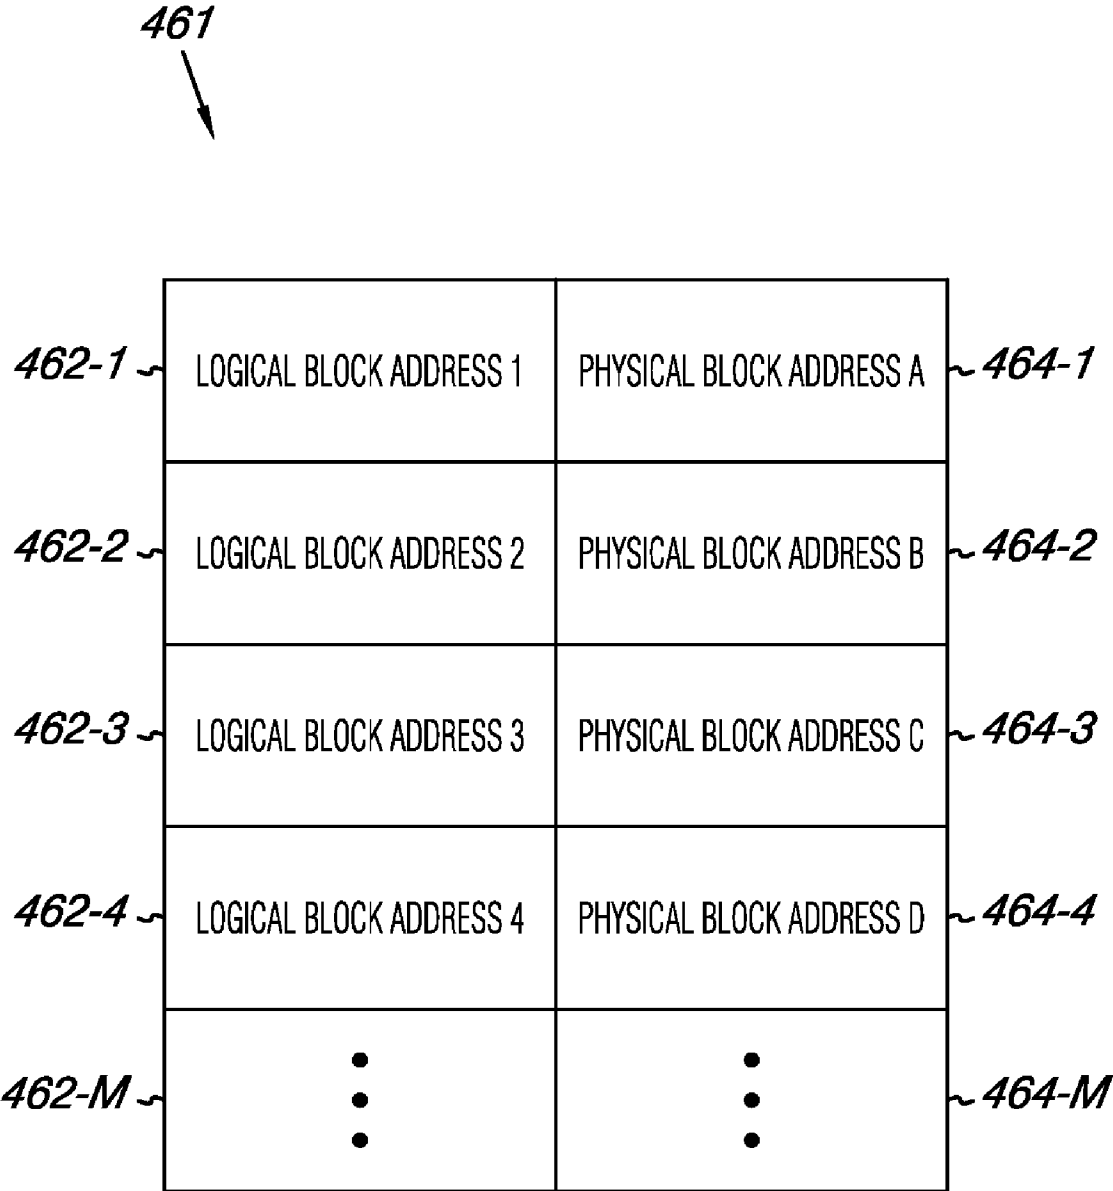 461
462-1 LOGICAL BLOCK ADDRESS 1 PHYSICAL BLOCK ADDRESS A 464-1
462-2 LOGICAL BLOCK ADDRESS 2 PHYSICAL BLOCK ADDRESS B 464-2
462-3 LOGICAL BLOCK ADDRESS 3 PHYSICAL BLOCK ADDRESS C 464-3
462-4 LOGICAL BLOCK ADDRESS 4 PHYSICAL BLOCK ADDRESS D 464-4
462-M 464-M